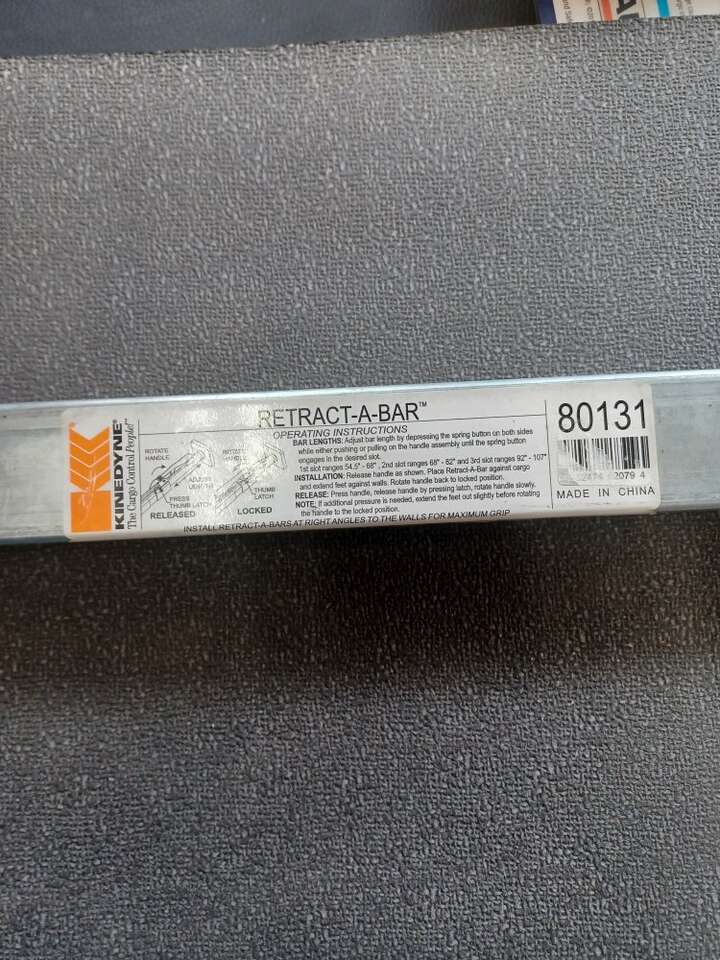 RETRACT-A-BAR™
OPERATING INSTRUCTIONS
BAR LENGTHS: Adjust bar length by depressing the spring button on both sides
while either pushing or pulling on the handle assembly until the spring button
engages in the desired slot.
1st slot ranges 54.5" - 68" , 2nd slot ranges 68" - 82" and 3rd slot ranges 92" - 107"
INSTALLATION: Release handle as shown. Place Retract-A-Bar against cargo
and extend feet against walls. Rotate handle back to locked position.
RELEASE: Press handle, release handle by pressing latch, rotate handle slowly.
NOTE: If additional pressure is needed, extend the feet out slightly before rotating
the handle to the locked position.
INSTALL RETRACT-A-BARS AT RIGHT ANGLES TO THE WALLS FOR MAXIMUM GRIP
KINEDYNE®
The Cargo Control People!™
ROTATE
HANDLE
ADJUST
PRESS
THUMB LATCH
RELEASED
ROTATE
HANDLE
THUMB
LATCH
LOCKED
80131
2079 4
MADE IN CHINA